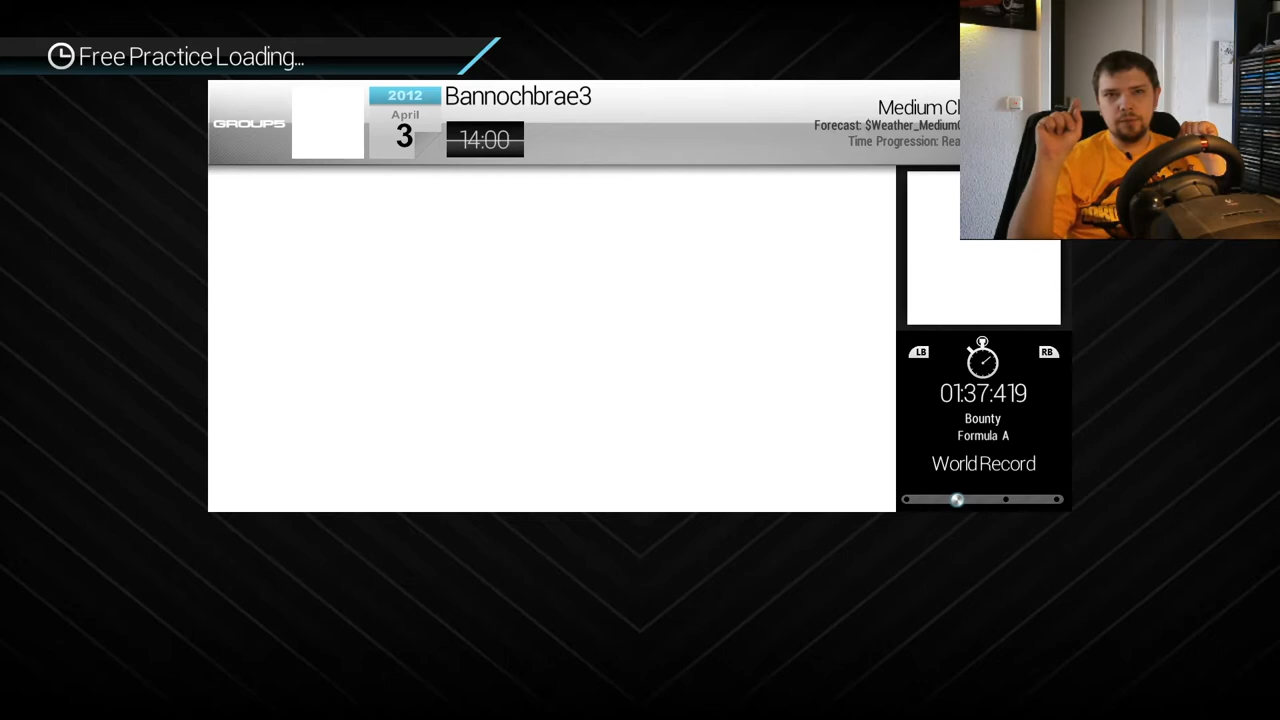 Free Practice Loading...
GROUP5
2012
April
3
Bannochbrae3
14:00
Medium Cl
Forecast: $Weather_Medium
Time Progression: Rea
LB
RB
01:37:419
Bounty
Formula A
World Record